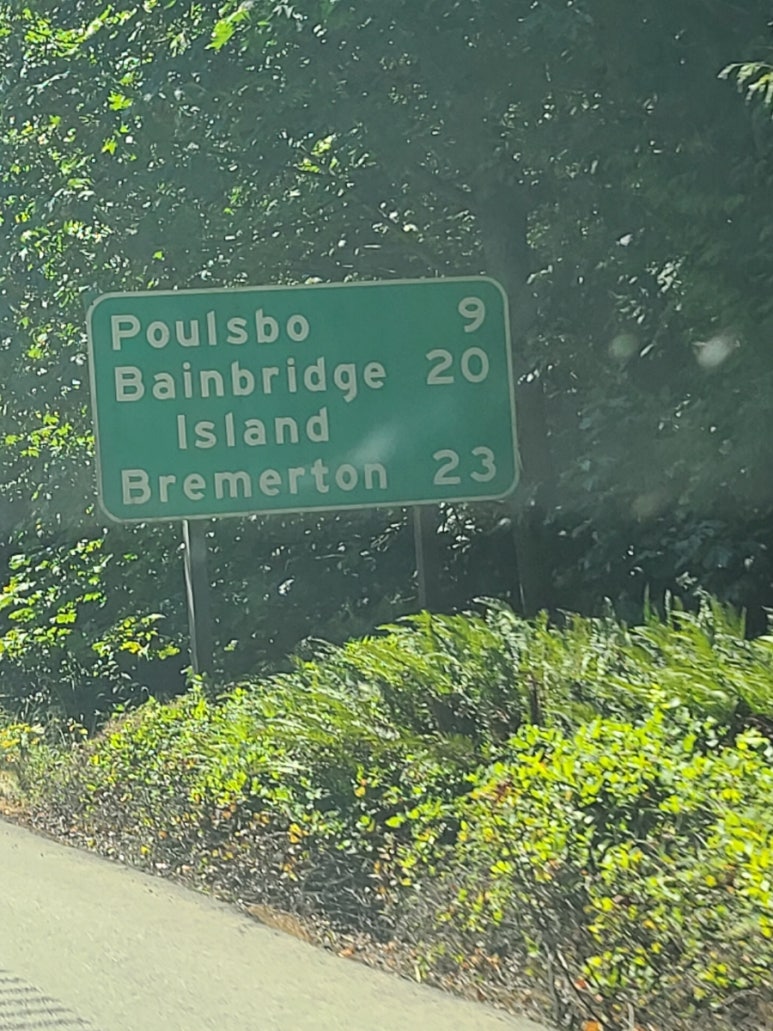 Poulsbo 9
Bainbridge 20
Island
Bremerton 23